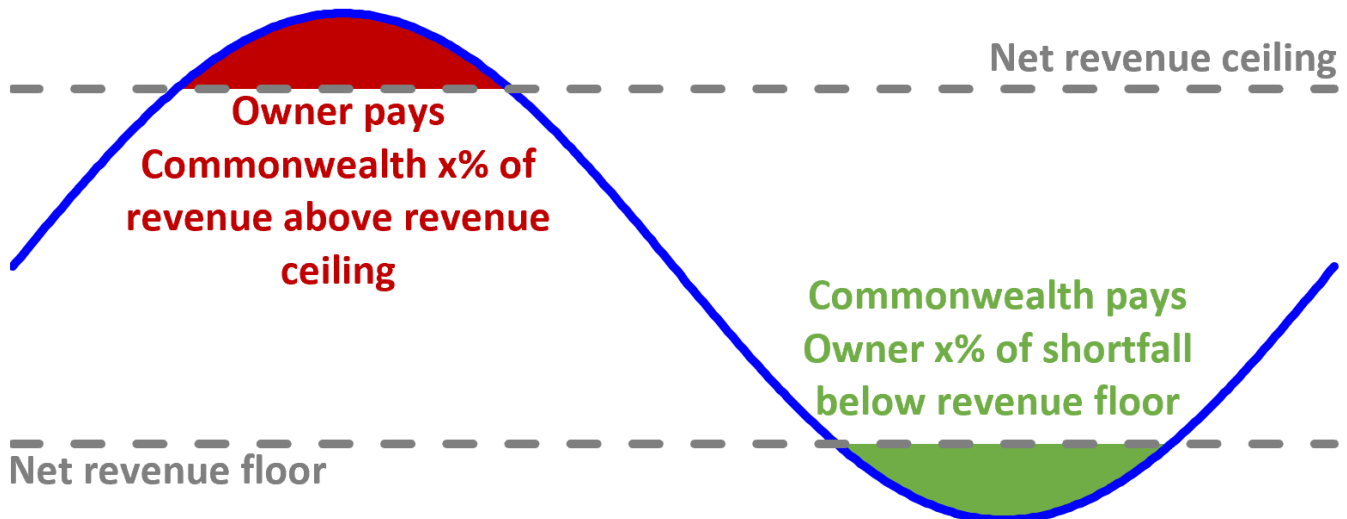 Net revenue ceiling
Owner pays
Commonwealth x% of
revenue above revenue
ceiling
Commonwealth pays
Owner x% of shortfall
below revenue floor
Net revenue floor